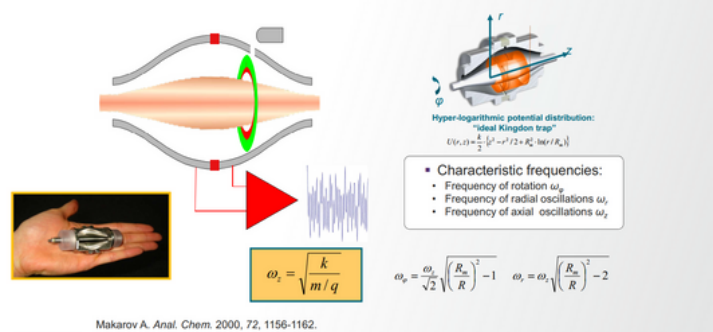 r
z
φ
Hyper-logarithmic potential distribution:
"ideal Kingdon trap"
U(r,z) = k/2 · {z² − r²/2 + R_m² · ln(r/R_m)}
▪ Characteristic frequencies:
• Frequency of rotation ω_φ
• Frequency of radial oscillations ω_r
• Frequency of axial oscillations ω_z
ω_z = √(k/(m/q))
ω_φ = ω_z/√2 √((R_m/R)² − 1)
ω_r = ω_z √((R_m/R)² − 2)
Makarov A. Anal. Chem. 2000, 72, 1156-1162.